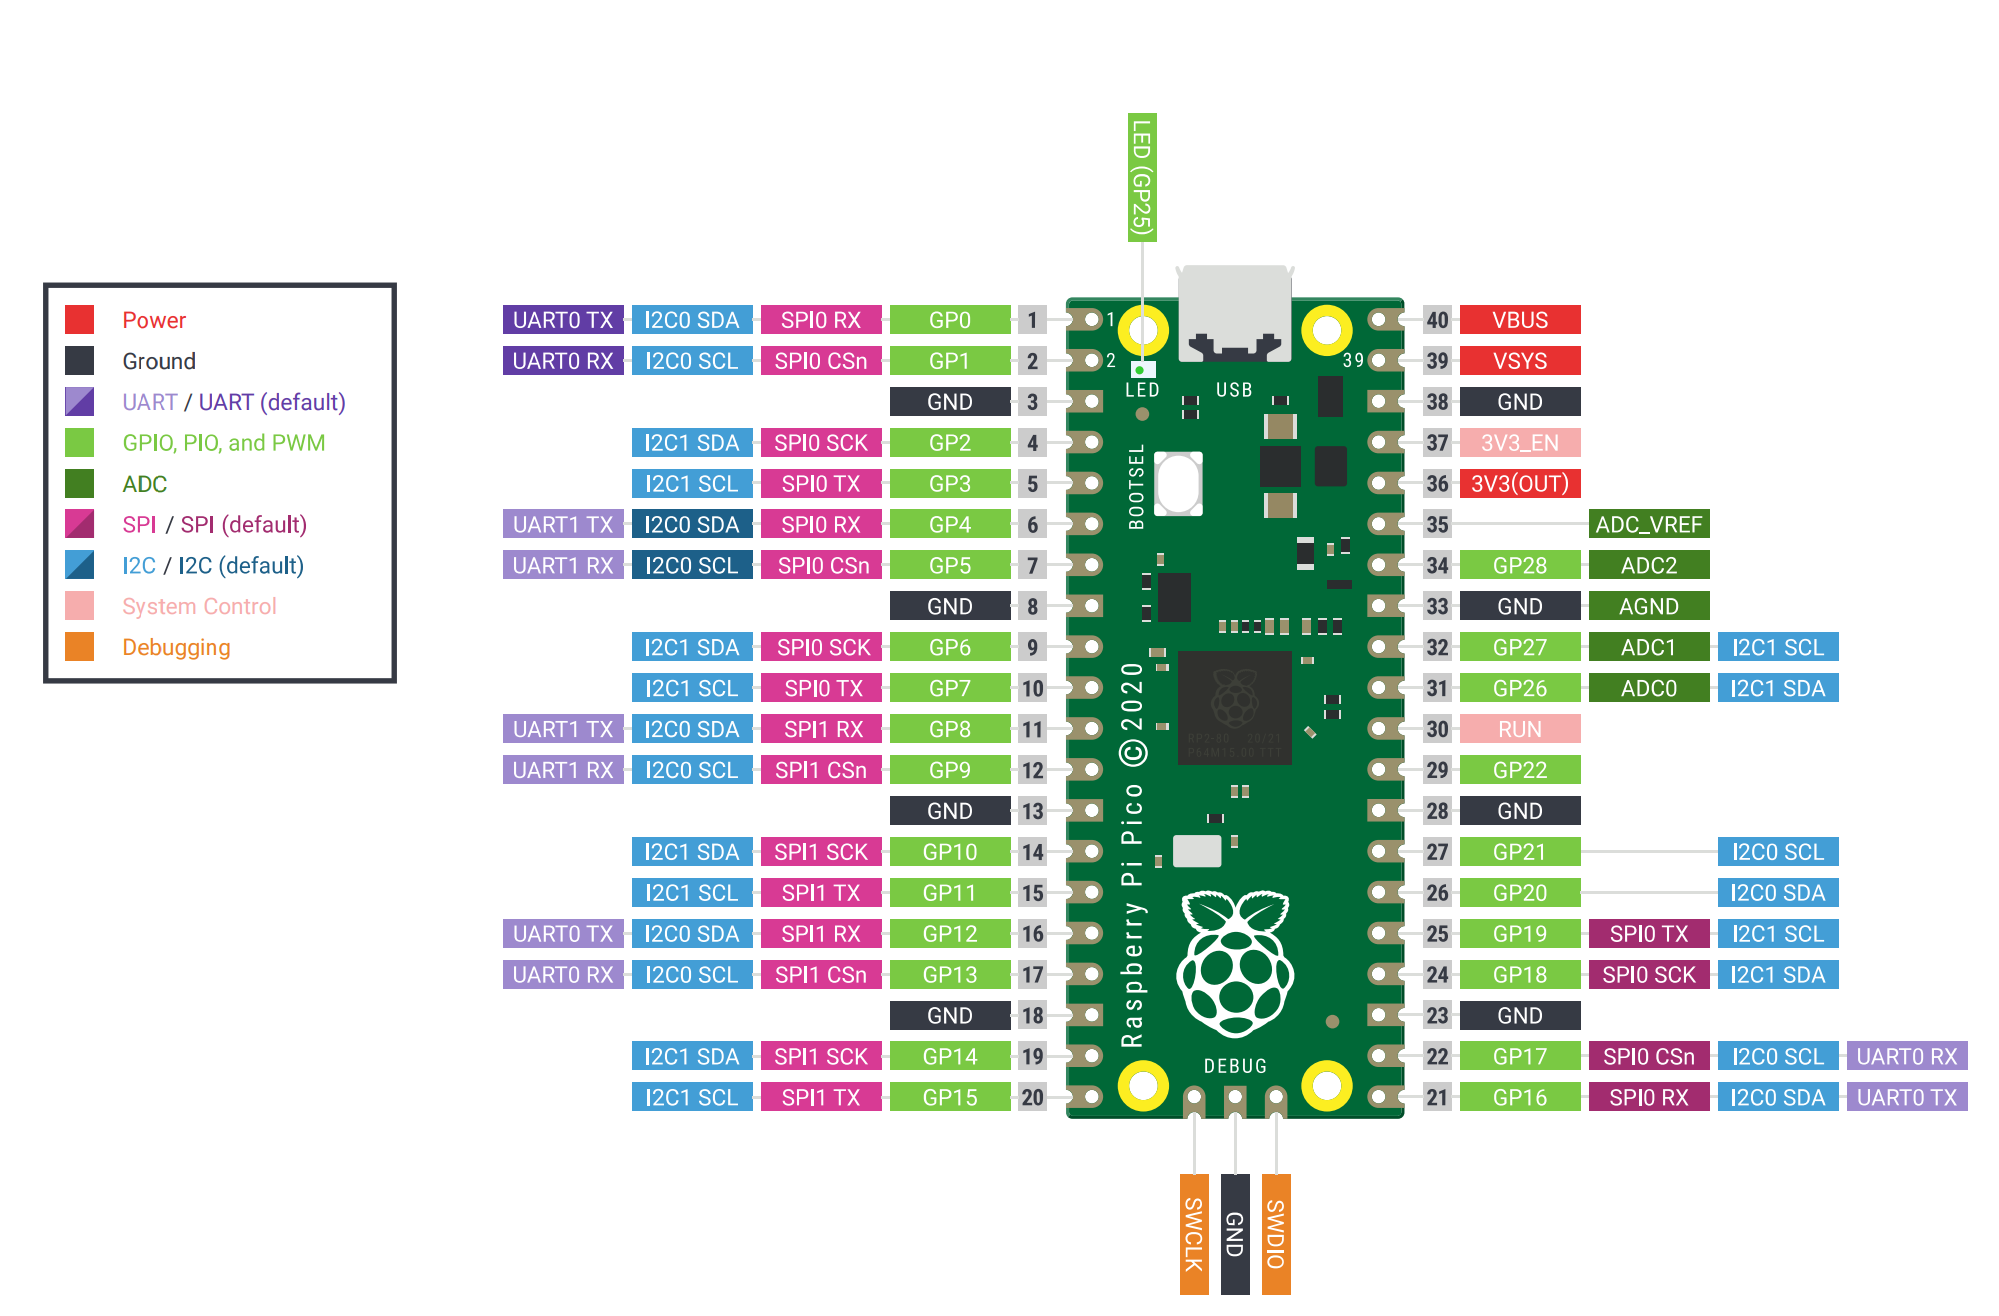 LED (GP25)
Power
Ground
UART / UART (default)
GPIO, PIO, and PWM
ADC
SPI / SPI (default)
I2C / I2C (default)
System Control
Debugging
UART0 TX I2C0 SDA SPI0 RX GP0 1 1 40 VBUS
UART0 RX I2C0 SCL SPI0 CSn GP1 2 2 39 39 VSYS
LED USB
GND 3 38 GND
I2C1 SDA SPI0 SCK GP2 4 37 3V3_EN
I2C1 SCL SPI0 TX GP3 5 36 3V3(OUT)
BOOTSEL
UART1 TX I2C0 SDA SPI0 RX GP4 6 35 ADC_VREF
UART1 RX I2C0 SCL SPI0 CSn GP5 7 34 GP28 ADC2
GND 8 33 GND AGND
I2C1 SDA SPI0 SCK GP6 9 32 GP27 ADC1 I2C1 SCL
I2C1 SCL SPI0 TX GP7 10 31 GP26 ADC0 I2C1 SDA
UART1 TX I2C0 SDA SPI1 RX GP8 11 30 RUN
RP2-B0 20/21
P64M15.00 TTT
UART1 RX I2C0 SCL SPI1 CSn GP9 12 29 GP22
GND 13 28 GND
I2C1 SDA SPI1 SCK GP10 14 27 GP21 I2C0 SCL
Raspberry Pi Pico ©2020
I2C1 SCL SPI1 TX GP11 15 26 GP20 I2C0 SDA
UART0 TX I2C0 SDA SPI1 RX GP12 16 25 GP19 SPI0 TX I2C1 SCL
UART0 RX I2C0 SCL SPI1 CSn GP13 17 24 GP18 SPI0 SCK I2C1 SDA
GND 18 23 GND
I2C1 SDA SPI1 SCK GP14 19 22 GP17 SPI0 CSn I2C0 SCL UART0 RX
DEBUG
I2C1 SCL SPI1 TX GP15 20 21 GP16 SPI0 RX I2C0 SDA UART0 TX
SWCLK
GND
SWDIO